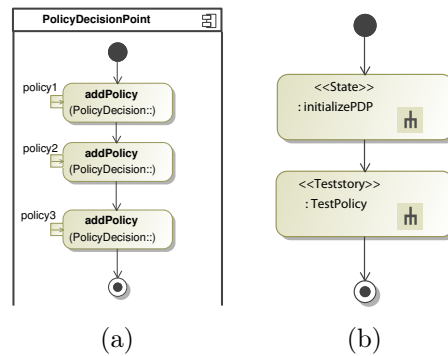 PolicyDecisionPoint
policy1
addPolicy
(PolicyDecision::)
policy2
addPolicy
(PolicyDecision::)
policy3
addPolicy
(PolicyDecision::)
(a)
<<State>>
: initializePDP
<<Teststory>>
: TestPolicy
(b)